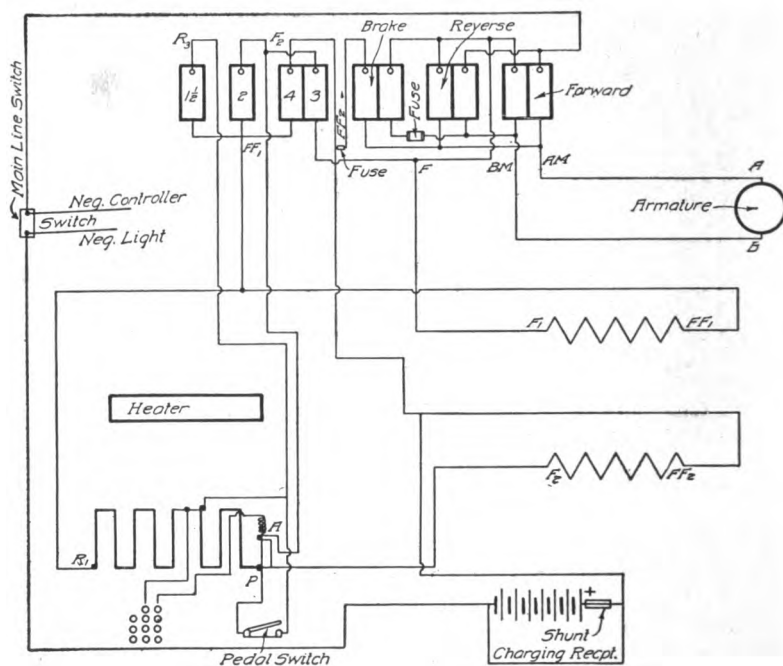 Brake
Reverse
R3
F2
1½
2
4
3
FF2
Fuse
Forward
FF1
Fuse
F
BM
AM
Main Line Switch
Neg. Controller
Switch
Neg. Light
A
Armature
B
F1
FF1
Heater
F2
FF2
R1
A
P
+
Shunt
Charging Recpt.
Pedal Switch